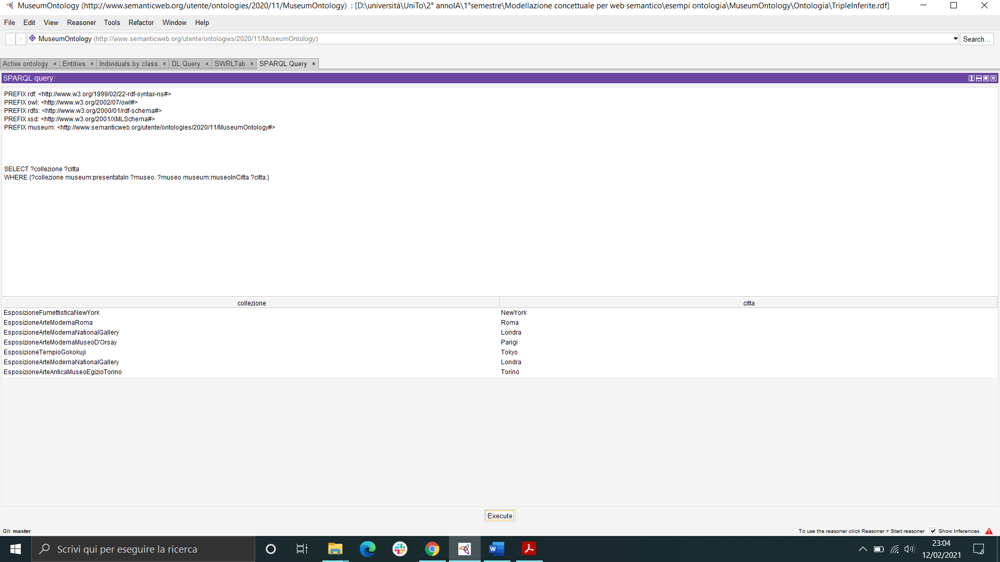 MuseumOntology (http://www.semanticweb.org/utente/ontologies/2020/11/MuseumOntology) : [D:\università\UniTo\2° annoIA\1°semestre\Modellazione concettuale per web semantico\esempi ontologia\MuseumOntology\Ontologia\TripleInferite.rdf]
File Edit View Reasoner Tools Refactor Window Help
< > MuseumOntology (http://www.semanticweb.org/utente/ontologies/2020/11/MuseumOntology) Search...
Active ontology × Entities × Individuals by class × DL Query × SWRLTab × SPARQL Query ×
SPARQL query:
PREFIX rdf: <http://www.w3.org/1999/02/22-rdf-syntax-ns#>
PREFIX owl: <http://www.w3.org/2002/07/owl#>
PREFIX rdfs: <http://www.w3.org/2000/01/rdf-schema#>
PREFIX xsd: <http://www.w3.org/2001/XMLSchema#>
PREFIX museum: <http://www.semanticweb.org/utente/ontologies/2020/11/MuseumOntology#>
SELECT ?collezione ?citta
WHERE {?collezione museum:presentataIn ?museo. ?museo museum:museoInCitta ?citta.}
collezione citta
EsposizioneFumettisticaNewYork NewYork
EsposizioneArteModernaRoma Roma
EsposizioneArteModernaNationalGallery Londra
EsposizioneArteModernaMuseoD'Orsay Parigi
EsposizioneTempioGokokuji Tokyo
EsposizioneArteModernaNationalGallery Londra
EsposizioneArteAnticaMuseoEgizioTorino Torino
Execute
Git: master To use the reasoner click Reasoner > Start reasoner Show Inferences
Scrivi qui per eseguire la ricerca
23:04
12/02/2021